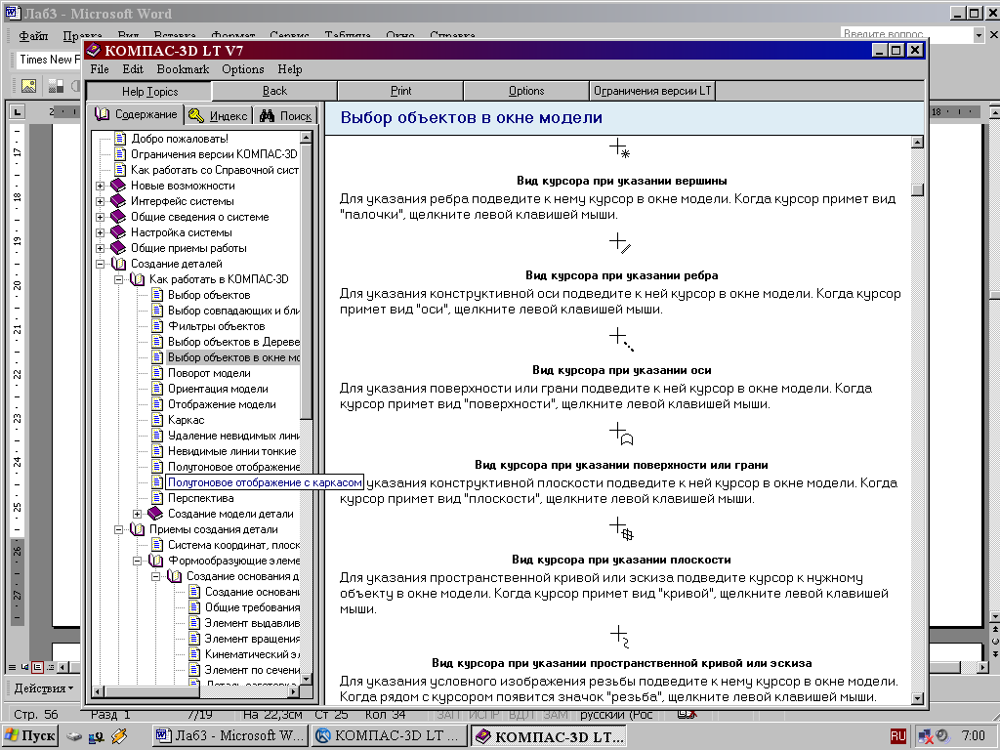 Лаб3 - Microsoft Word
Файл Правка Вид Вставка Формат Сервис Таблица Окно Справка
Введите вопрос
Times New
КОМПАС-3D LT V7
File Edit Bookmark Options Help
Help Topics Back Print Options Ограничения версии LT
Содержание Индекс Поиск
Добро пожаловать!
Ограничения версии КОМПАС-3D
Как работать со Справочной сист
Новые возможности
Интерфейс системы
Общие сведения о системе
Настройка системы
Общие приемы работы
Создание деталей
Как работать в КОМПАС-3D
Выбор объектов
Выбор совпадающих и бли
Фильтры объектов
Выбор объектов в Дереве
Выбор объектов в окне мо
Поворот модели
Ориентация модели
Отображение модели
Каркас
Удаление невидимых лини
Невидимые линии тонкие
Полутоновое отображение
Полутоновое отображение с каркасом
Перспектива
Создание модели детали
Приемы создания детали
Система координат, плоск
Формообразующие элеме
Создание основания д
Создание основани
Общие требования
Элемент выдавлив
Элемент вращения
Кинематический э
Элемент по сечени
Выбор объектов в окне модели
Вид курсора при указании вершины
Для указания ребра подведите к нему курсор в окне модели. Когда курсор примет вид
"палочки", щелкните левой клавишей мыши.
Вид курсора при указании ребра
Для указания конструктивной оси подведите к ней курсор в окне модели. Когда курсор
примет вид "оси", щелкните левой клавишей мыши.
Вид курсора при указании оси
Для указания поверхности или грани подведите к ней курсор в окне модели. Когда
курсор примет вид "поверхности", щелкните левой клавишей мыши.
Вид курсора при указании поверхности или грани
указания конструктивной плоскости подведите к ней курсор в окне модели. Когда
курсор примет вид "плоскости", щелкните левой клавишей мыши.
Вид курсора при указании плоскости
Для указания пространственной кривой или эскиза подведите курсор к нужному
объекту в окне модели. Когда курсор примет вид "кривой", щелкните левой клавишей
мыши.
Вид курсора при указании пространственной кривой или эскиза
Для указания условного изображения резьбы подведите к нему курсор в окне модели.
Когда рядом с курсором появится значок "резьба", щелкните левой клавишей мыши.
2 18
17
18
19
20
21
22
23
24
25
26
27
Действия
Стр. 56 Разд 1 7/19 На 22,3см Ст 25 Кол 34 ЗАП ИСПР ВДЛ ЗАМ русский (Рос
Пуск Лаб3 - Microsoft W... КОМПАС-3D LT ... КОМПАС-3D LT... RU 7:00